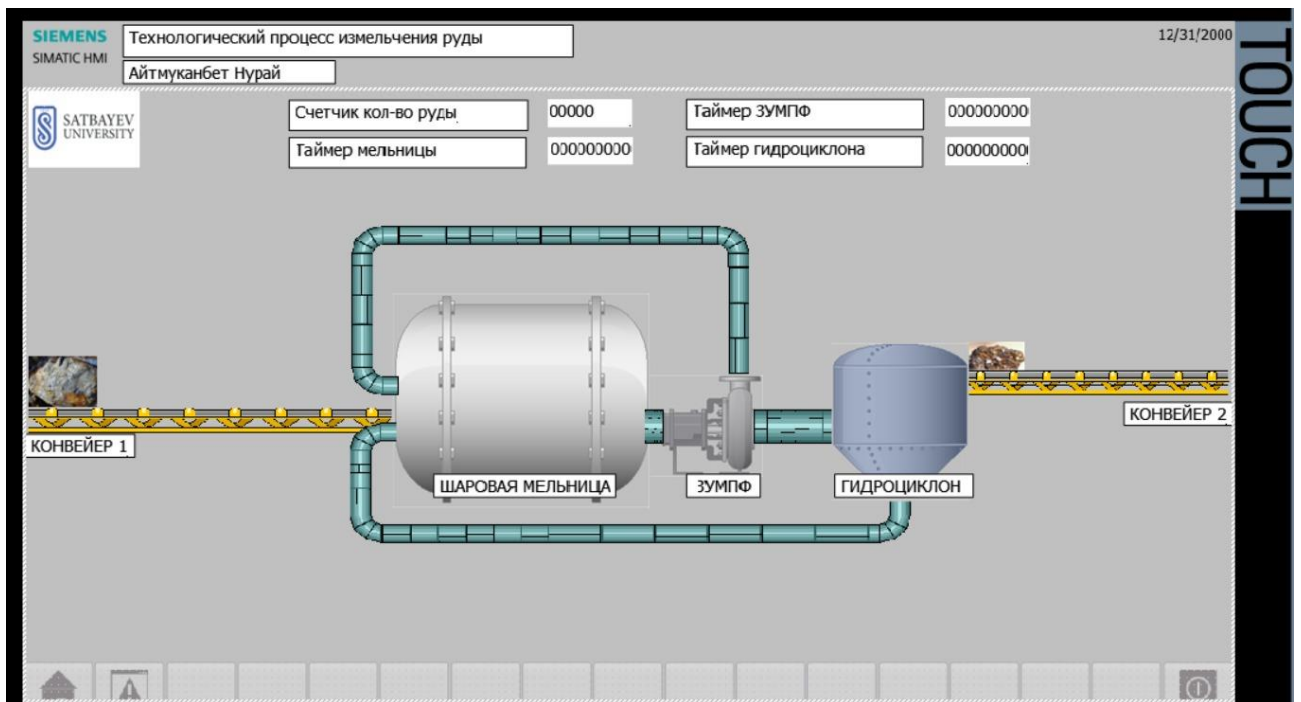 SIEMENS
SIMATIC HMI
Технологический процесс измельчения руды
12/31/2000
Айтмуканбет Нурай
TOUCH
SATBAYEV
UNIVERSITY
Счетчик кол-во руды
00000
Таймер ЗУМПФ
000000000
Таймер мельницы
000000000
Таймер гидроциклона
000000000
КОНВЕЙЕР 2
КОНВЕЙЕР 1
ШАРОВАЯ МЕЛЬНИЦА
ЗУМПФ
ГИДРОЦИКЛОН